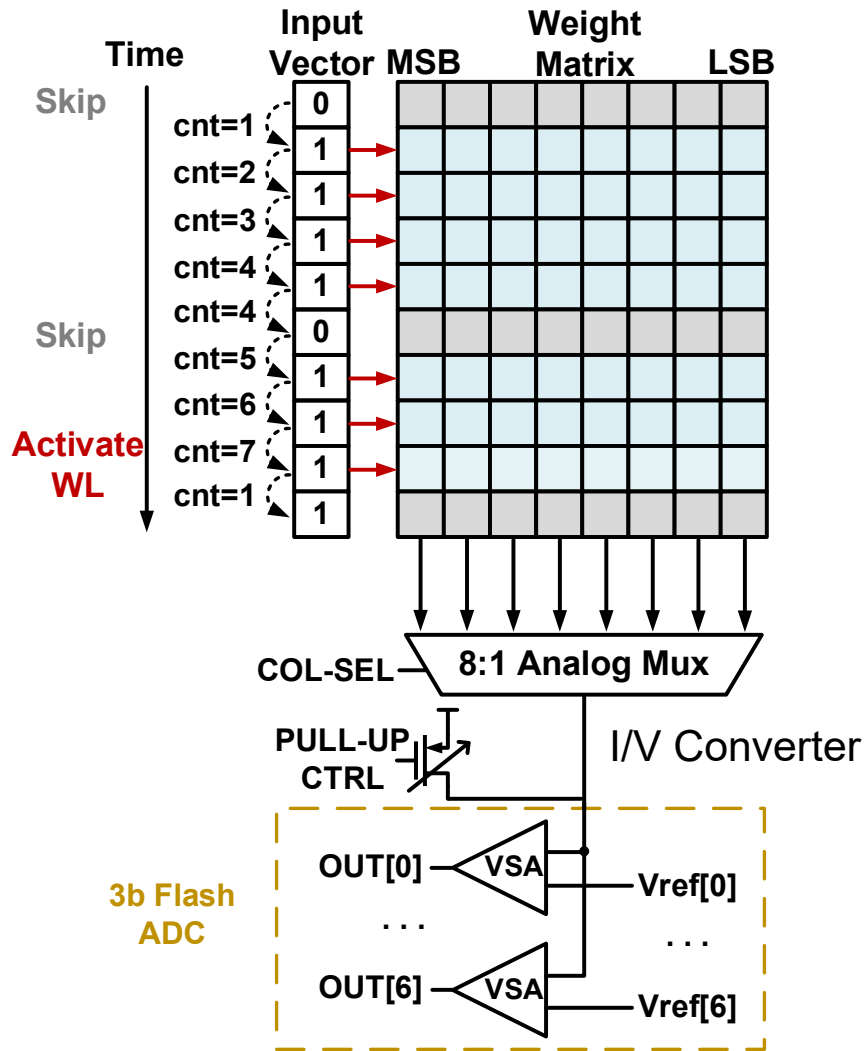 Time
Input
Vector
MSB
Weight
Matrix
LSB
Skip
0
cnt=1
1
cnt=2
1
cnt=3
1
cnt=4
1
cnt=4
Skip
0
cnt=5
1
cnt=6
1
Activate
WL
cnt=7
1
cnt=1
1
8:1 Analog Mux
COL-SEL
PULL-UP
CTRL
I/V Converter
3b Flash
ADC
OUT[0]
VSA
Vref[0]
. . .
. . .
OUT[6]
VSA
Vref[6]